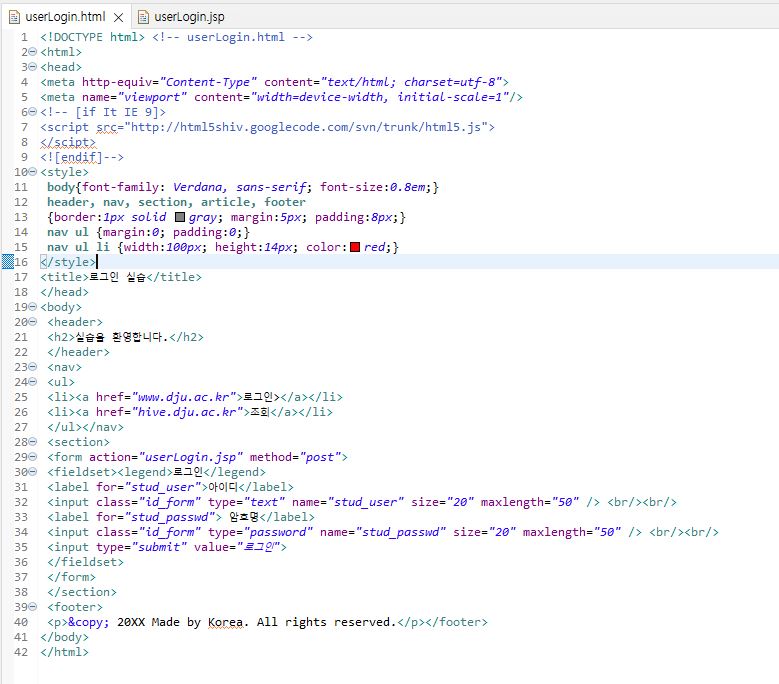 userLogin.html
userLogin.jsp
1 <!DOCTYPE html> <!-- userLogin.html -->
2 <html>
3 <head>
4 <meta http-equiv="Content-Type" content="text/html; charset=utf-8">
5 <meta name="viewport" content="width=device-width, initial-scale=1"/>
6 <!-- [if It IE 9]>
7 <script src="http://html5shiv.googlecode.com/svn/trunk/html5.js">
8 </scipt>
9 <![endif]-->
10 <style>
11 body{font-family: Verdana, sans-serif; font-size:0.8em;}
12 header, nav, section, article, footer
13 {border:1px solid gray; margin:5px; padding:8px;}
14 nav ul {margin:0; padding:0;}
15 nav ul li {width:100px; height:14px; color:red;}
16 </style>
17 <title>로그인 실습</title>
18 </head>
19 <body>
20 <header>
21 <h2>실습을 환영합니다.</h2>
22 </header>
23 <nav>
24 <ul>
25 <li><a href="www.dju.ac.kr">로그인></a></li>
26 <li><a href="hive.dju.ac.kr">조회</a></li>
27 </ul></nav>
28 <section>
29 <form action="userLogin.jsp" method="post">
30 <fieldset><legend>로그인</legend>
31 <label for="stud_user">아이디</label>
32 <input class="id_form" type="text" name="stud_user" size="20" maxlength="50" /> <br/><br/>
33 <label for="stud_passwd"> 암호명</label>
34 <input class="id_form" type="password" name="stud_passwd" size="20" maxlength="50" /> <br/><br/>
35 <input type="submit" value="로그인">
36 </fieldset>
37 </form>
38 </section>
39 <footer>
40 <p>&copy; 20XX Made by Korea. All rights reserved.</p></footer>
41 </body>
42 </html>